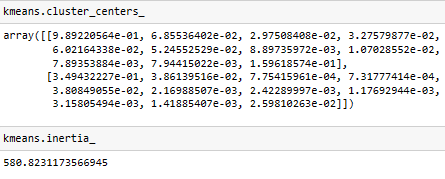 kmeans.cluster_centers_
array([[9.89220564e-01, 6.85536402e-02, 2.97508408e-02, 3.27579877e-02,
6.02164338e-02, 5.24552529e-02, 8.89735972e-03, 1.07028552e-02,
7.89353884e-03, 7.94415022e-03, 1.59618574e-01],
[3.49432227e-01, 3.86139516e-02, 7.75415961e-04, 7.31777414e-04,
3.80849055e-02, 2.16988507e-03, 2.42289997e-03, 1.17692944e-03,
3.15805494e-03, 1.41885407e-03, 2.59810263e-02]])
kmeans.inertia_
580.8231173566945